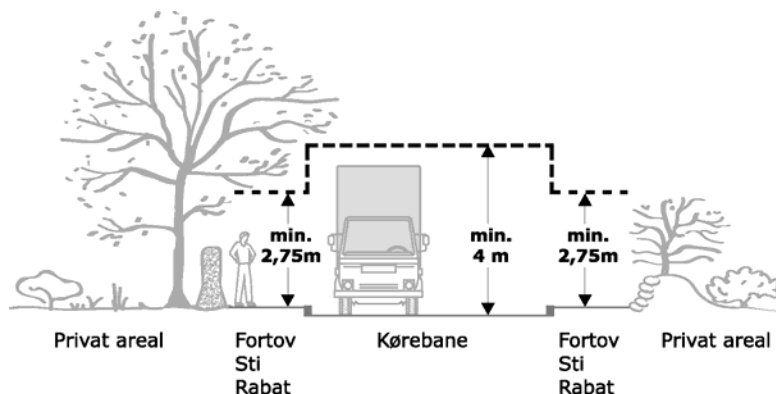 min.
2,75m
min.
4 m
min.
2,75m
Privat areal
Fortov
Sti
Rabat
Kørebane
Fortov
Sti
Rabat
Privat areal